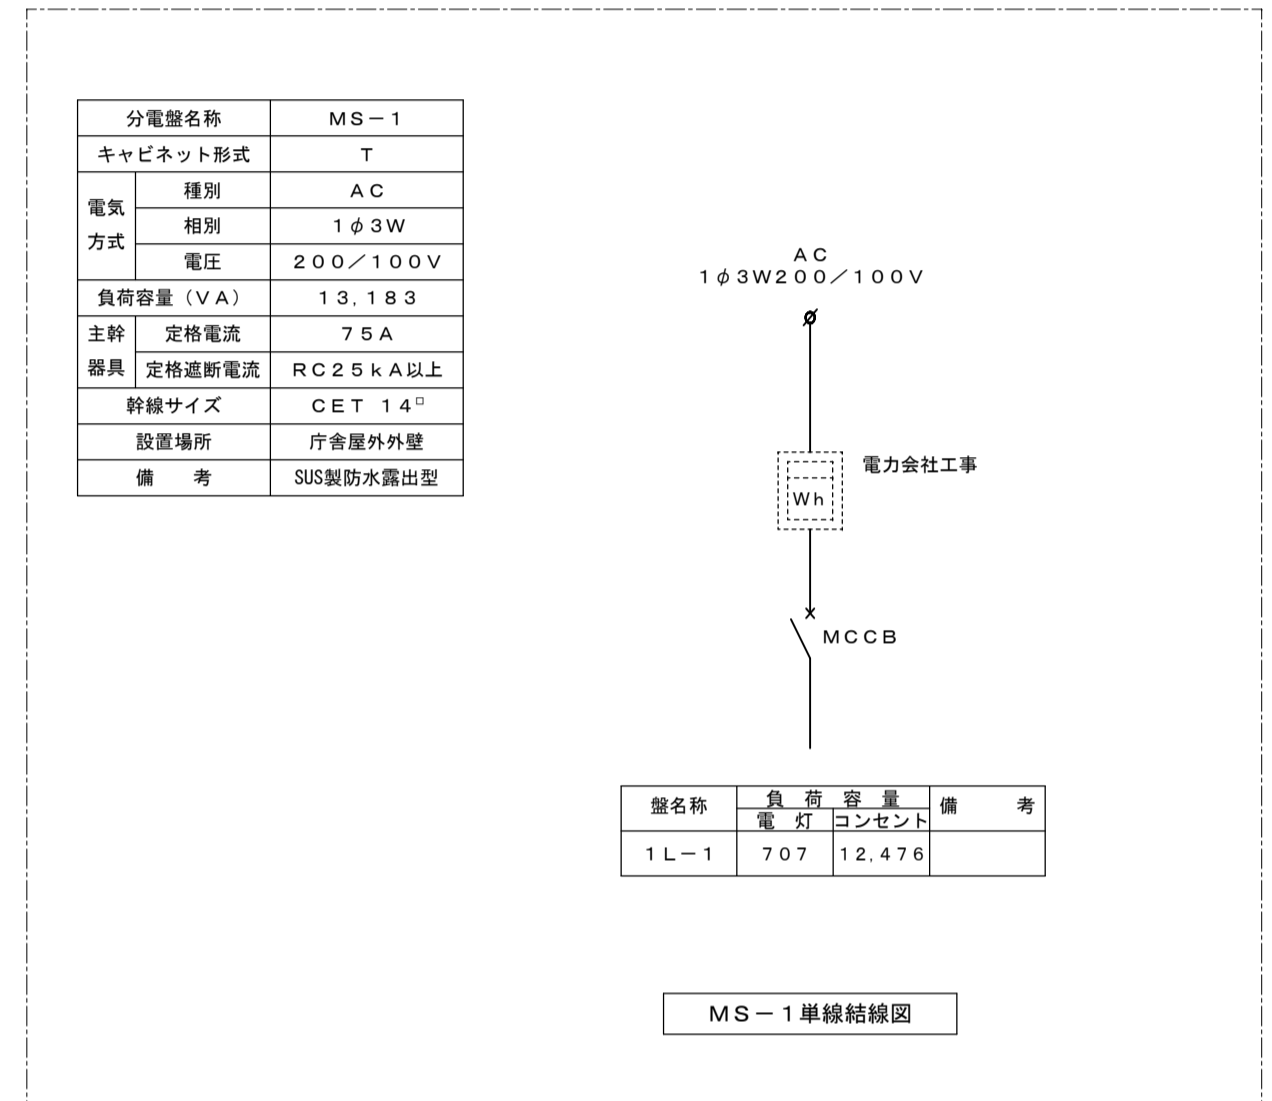 分電盤名称 MS－1
キャビネット形式 T
電気方式 種別 AC
相別 1φ3W
電圧 200／100V
負荷容量（VA） 13,183
主幹器具 定格電流 75A
定格遮断電流 RC25kA以上
幹線サイズ CET 14□
設置場所 庁舎屋外外壁
備考 SUS製防水露出型
AC
1φ3W200／100V
電力会社工事
Wh
MCCB
盤名称 負荷容量 備考
電灯 コンセント
1L－1 707 12,476
MS－1単線結線図